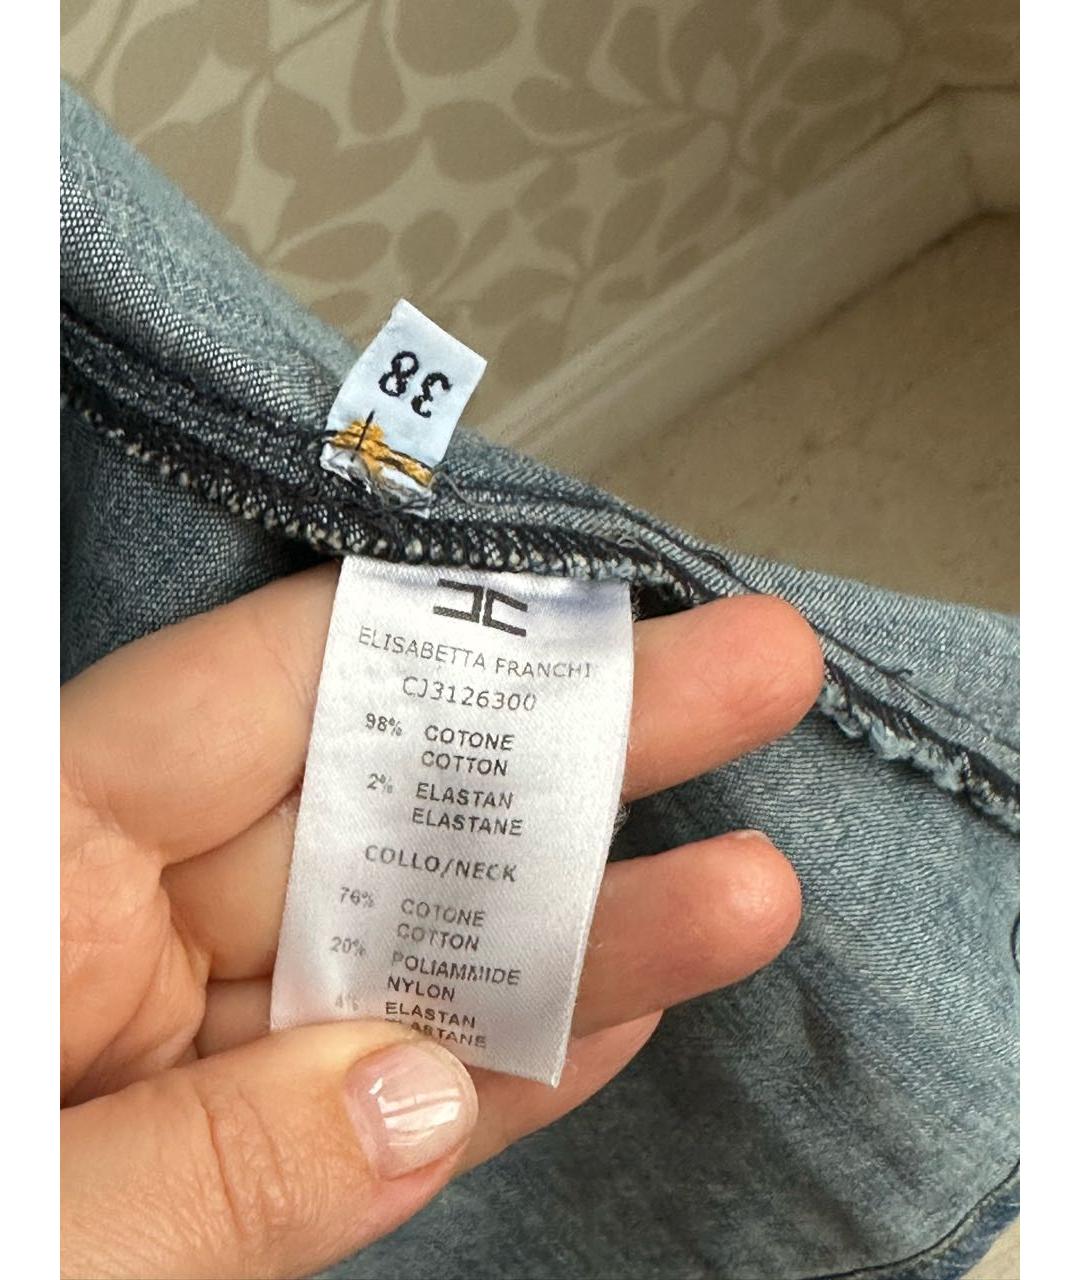 38
ELISABETTA FRANCHI
CJ3126300
98% COTONE
COTTON
2% ELASTAN
ELASTANE
COLLO/NECK
76% COTONE
COTTON
20% POLIAMMIDE
NYLON
4% ELASTAN
ELASTANE